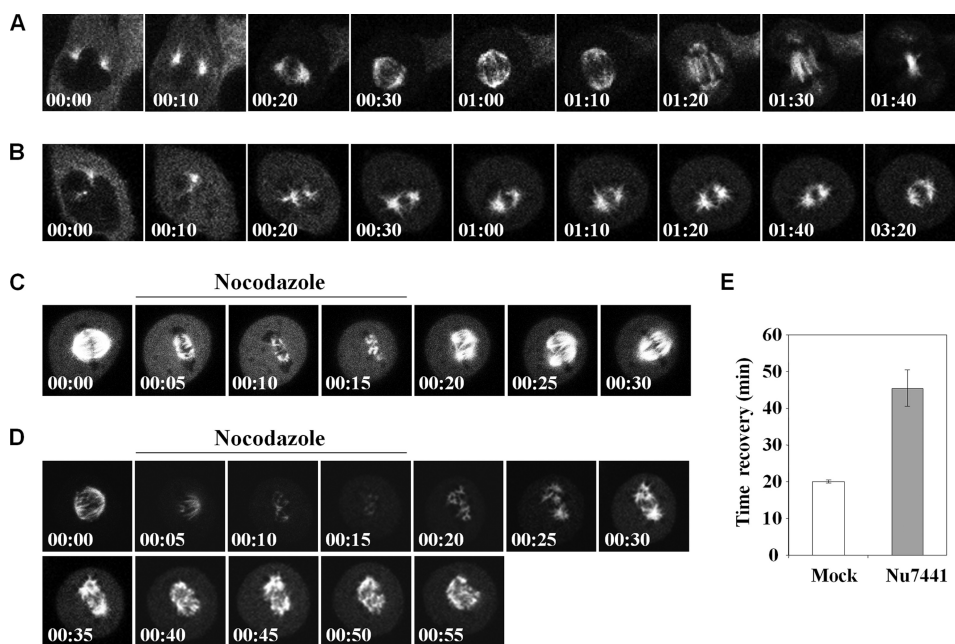 A
00:00 00:10 00:20 00:30 01:00 01:10 01:20 01:30 01:40
B
00:00 00:10 00:20 00:30 01:00 01:10 01:20 01:40 03:20
C
Nocodazole
00:00 00:05 00:10 00:15 00:20 00:25 00:30
D
Nocodazole
00:00 00:05 00:10 00:15 00:20 00:25 00:30
00:35 00:40 00:45 00:50 00:55
E
Time recovery (min)
60
50
40
30
20
10
0
Mock Nu7441